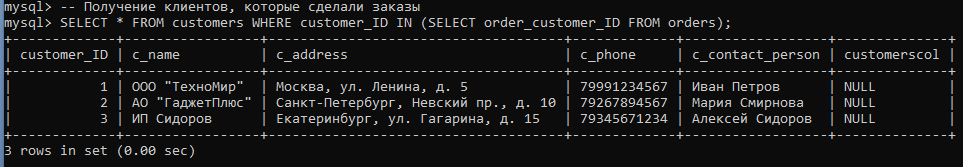 mysql> -- Получение клиентов, которые сделали заказы
mysql> SELECT * FROM customers WHERE customer_ID IN (SELECT order_customer_ID FROM orders);
+-------------+-----------------+---------------------------------------+-------------+------------------+--------------+
| customer_ID | c_name | c_address | c_phone | c_contact_person | customerscol |
+-------------+-----------------+---------------------------------------+-------------+------------------+--------------+
| 1 | ООО "ТехноМир" | Москва, ул. Ленина, д. 5 | 79991234567 | Иван Петров | NULL |
| 2 | АО "ГаджетПлюс" | Санкт-Петербург, Невский пр., д. 10 | 79267894567 | Мария Смирнова | NULL |
| 3 | ИП Сидоров | Екатеринбург, ул. Гагарина, д. 15 | 79345671234 | Алексей Сидоров | NULL |
+-------------+-----------------+---------------------------------------+-------------+------------------+--------------+
3 rows in set (0.00 sec)